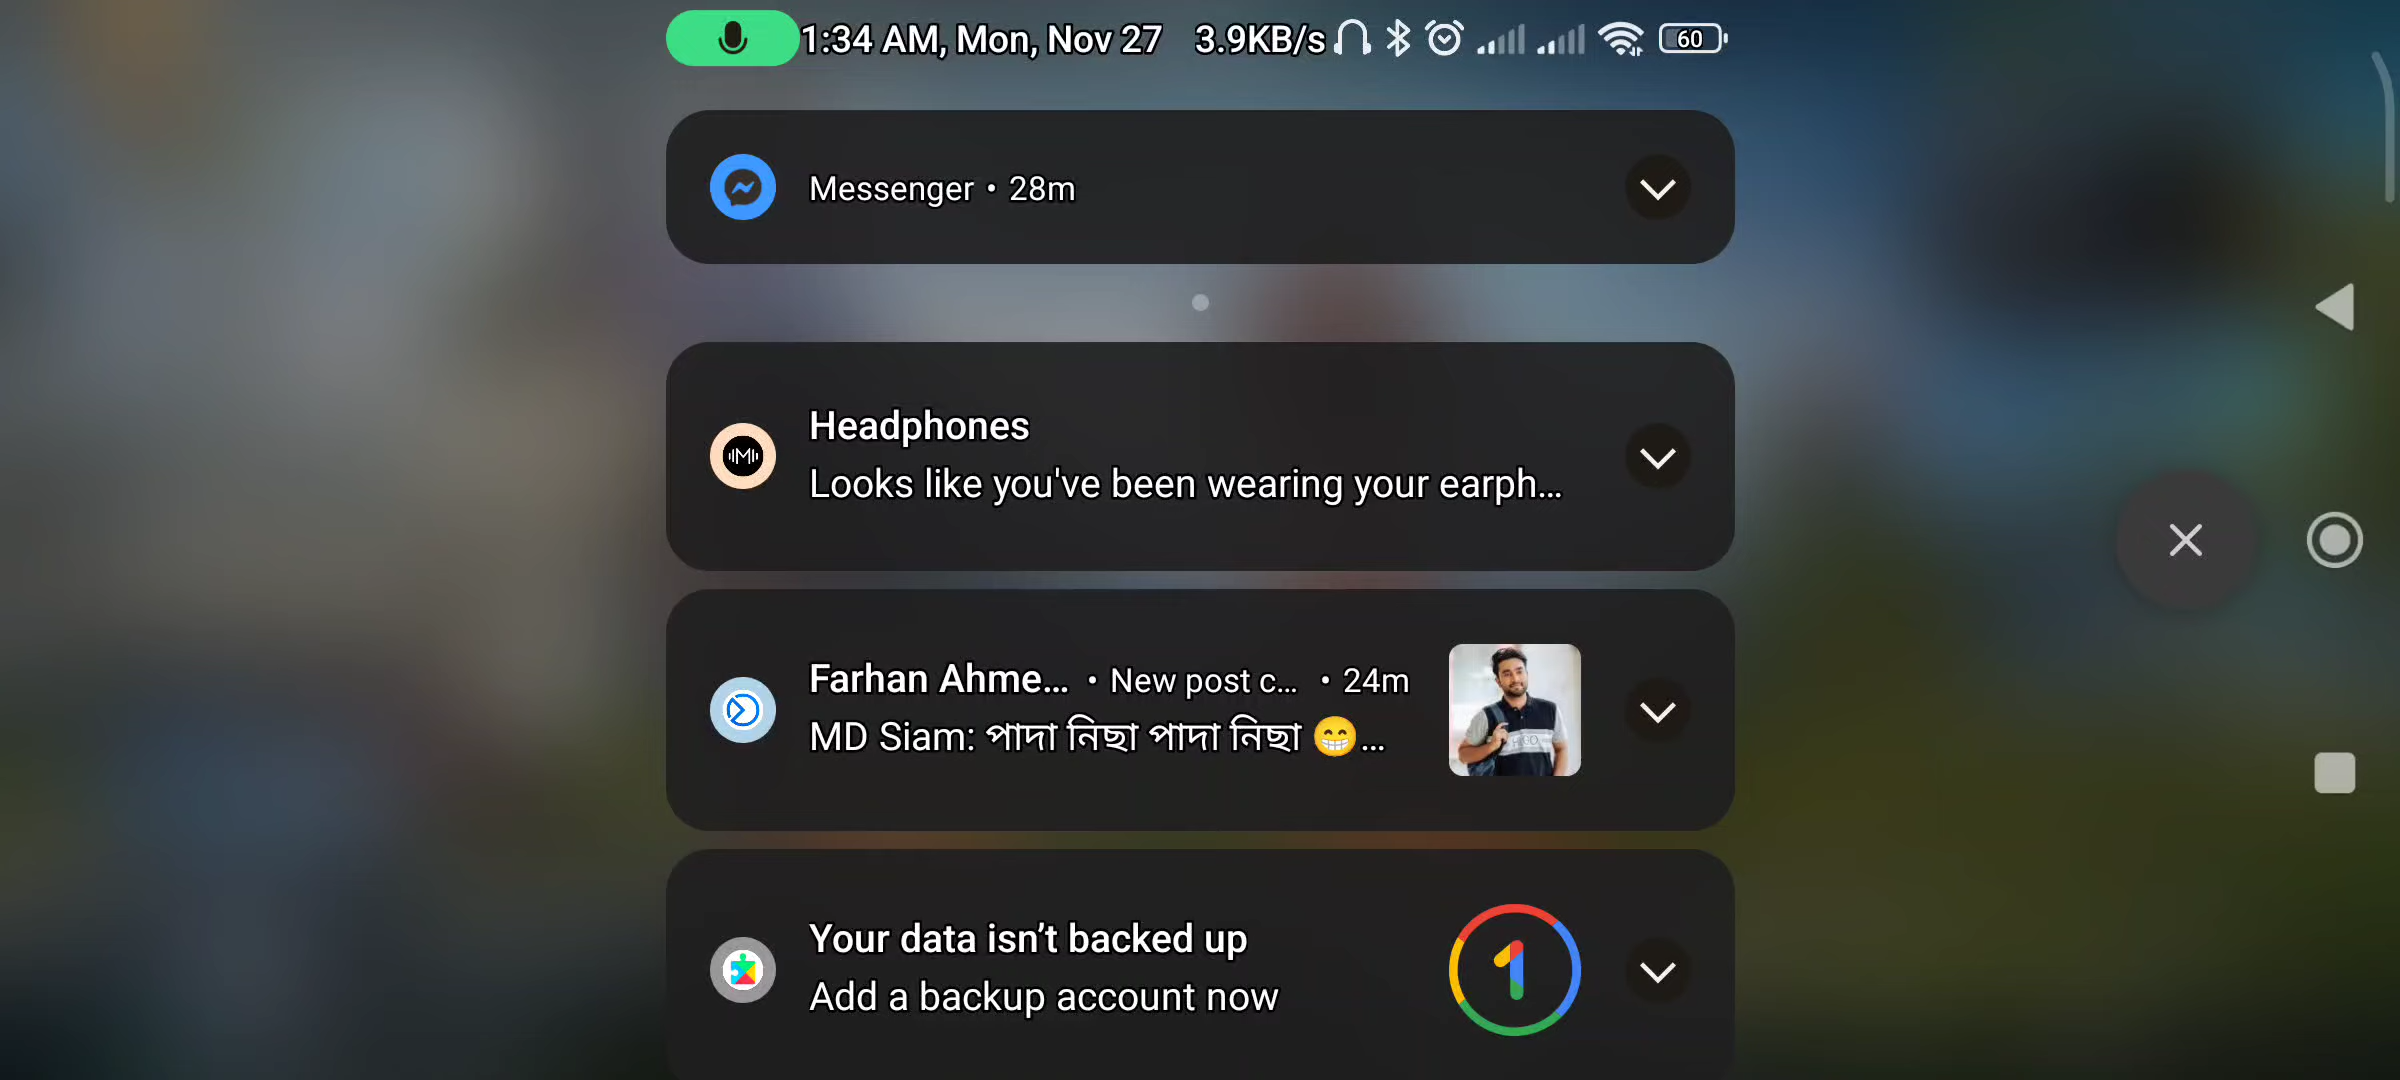 1:34 AM, Mon, Nov 27 3.9KB/s 60
Messenger • 28m
Headphones
Looks like you've been wearing your earph...
Farhan Ahme... • New post c... • 24m
MD Siam: পাদা নিছা পাদা নিছা 😁...
Your data isn’t backed up
Add a backup account now